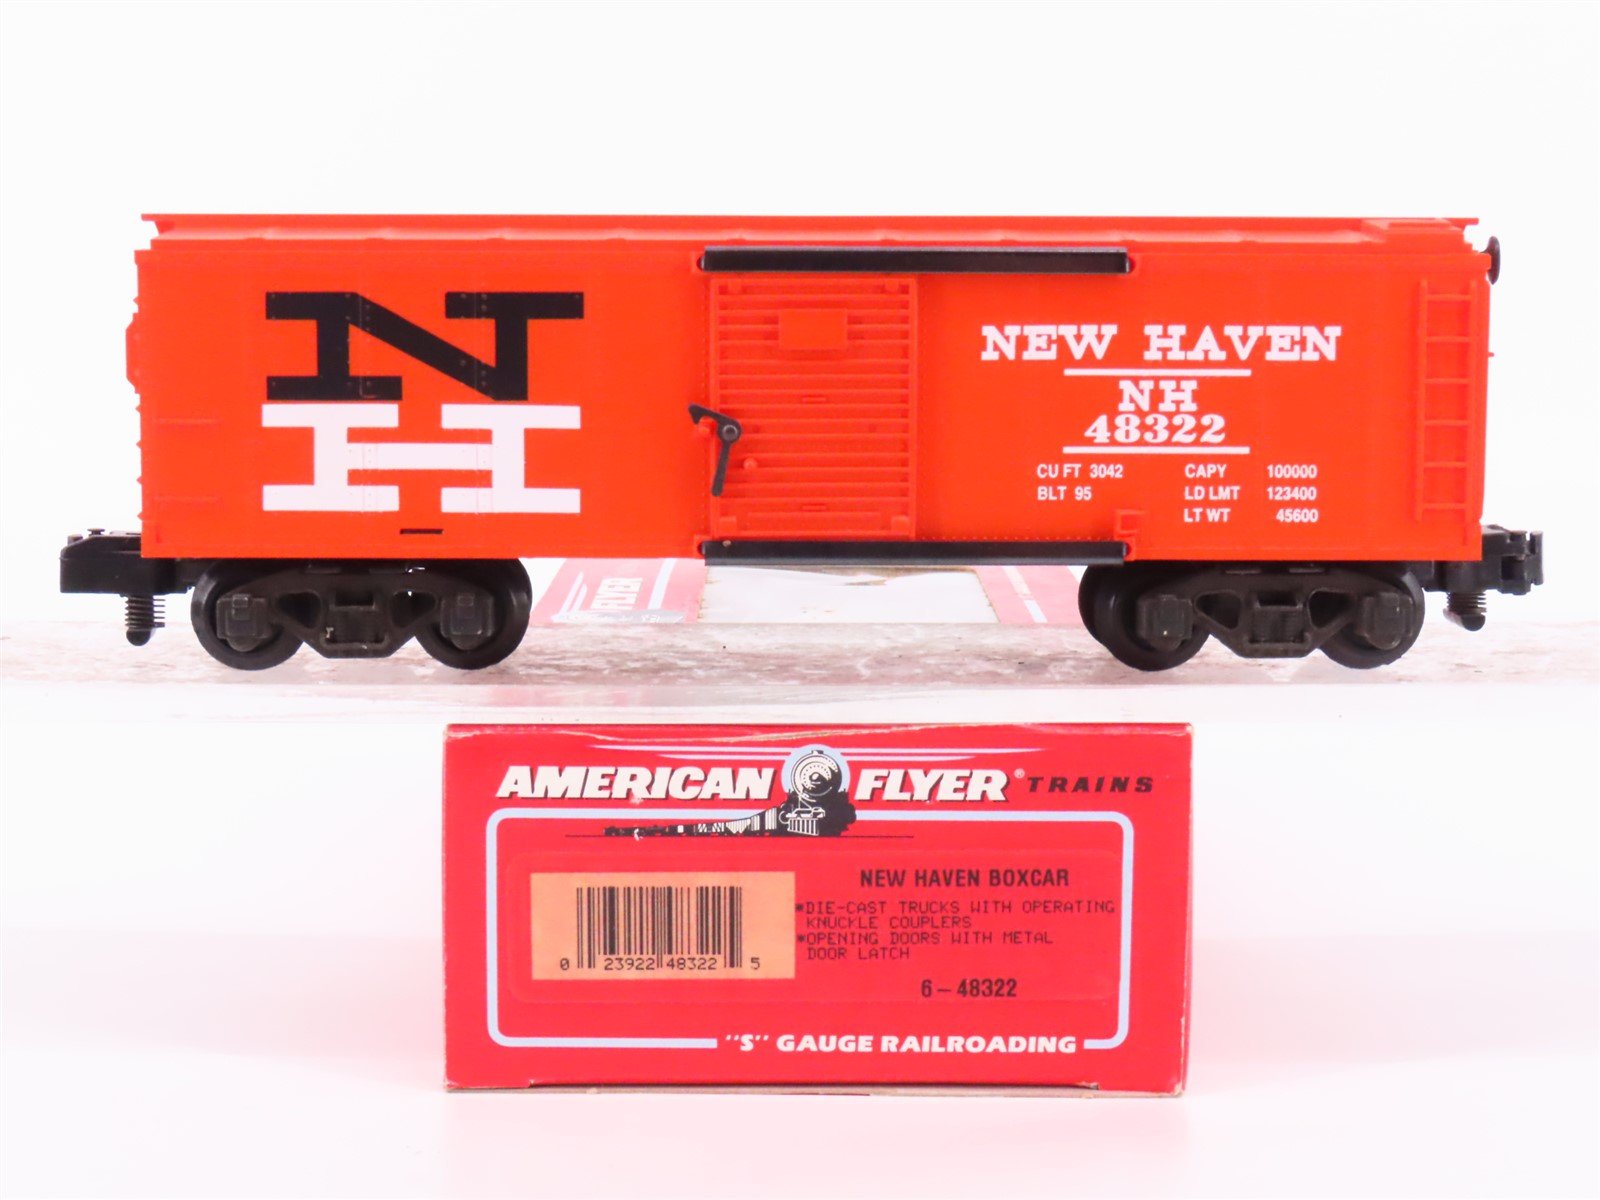 N
H
NEW HAVEN
NH
48322
CU FT 3042 CAPY 100000
BLT 95 LD LMT 123400
LT WT 45600
FLYER
AMERICAN FLYER® TRAINS
NEW HAVEN BOXCAR
*DIE-CAST TRUCKS WITH OPERATING
KNUCKLE COUPLERS
*OPENING DOORS WITH METAL
DOOR LATCH
0 23922 48322 5
6-48322
"S" GAUGE RAILROADING